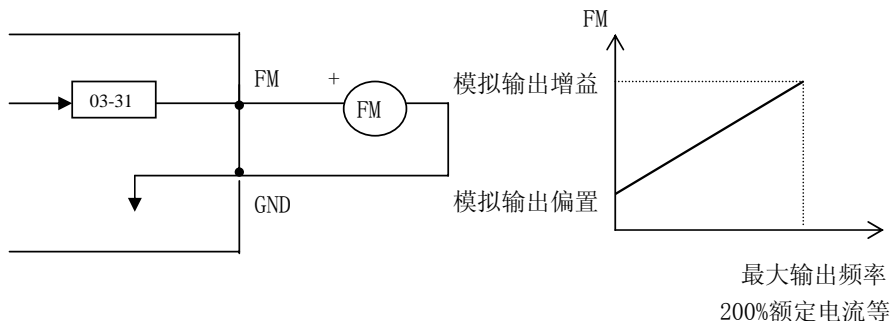 FM
03-31
FM
+
FM
GND
模拟输出增益
模拟输出偏置
最大输出频率
200%额定电流等